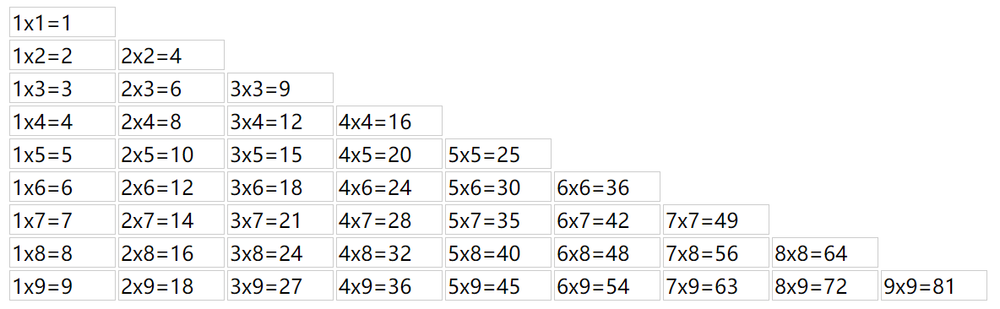 1x1=1
1x2=2 2x2=4
1x3=3 2x3=6 3x3=9
1x4=4 2x4=8 3x4=12 4x4=16
1x5=5 2x5=10 3x5=15 4x5=20 5x5=25
1x6=6 2x6=12 3x6=18 4x6=24 5x6=30 6x6=36
1x7=7 2x7=14 3x7=21 4x7=28 5x7=35 6x7=42 7x7=49
1x8=8 2x8=16 3x8=24 4x8=32 5x8=40 6x8=48 7x8=56 8x8=64
1x9=9 2x9=18 3x9=27 4x9=36 5x9=45 6x9=54 7x9=63 8x9=72 9x9=81